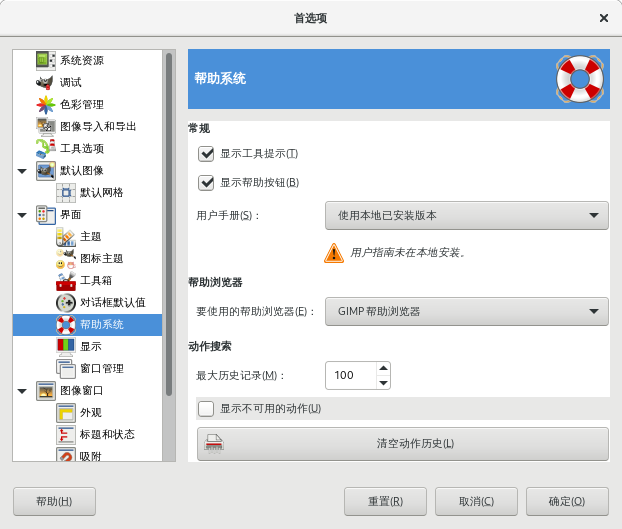 首选项
系统资源
调试
色彩管理
图像导入和导出
工具选项
默认图像
默认网格
界面
主题
图标主题
工具箱
对话框默认值
帮助系统
显示
窗口管理
图像窗口
外观
标题和状态
吸附
帮助系统
常规
显示工具提示(T)
显示帮助按钮(B)
用户手册(S)： 使用本地已安装版本
用户指南未在本地安装。
帮助浏览器
要使用的帮助浏览器(E)： GIMP 帮助浏览器
动作搜索
最大历史记录(M)： 100
显示不可用的动作(U)
清空动作历史(L)
帮助(H) 重置(R) 取消(C) 确定(O)